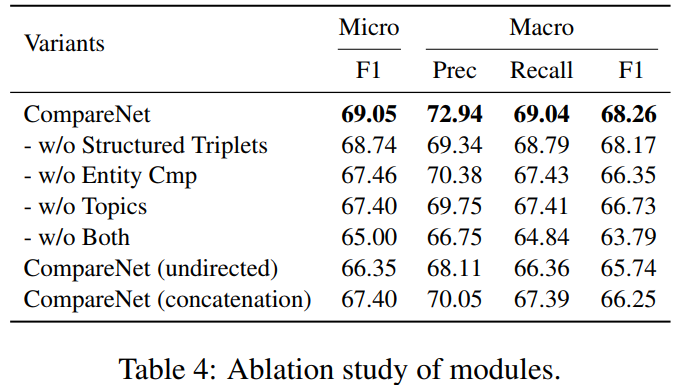 Variants Micro Macro
F1 Prec Recall F1
CompareNet 69.05 72.94 69.04 68.26
- w/o Structured Triplets 68.74 69.34 68.79 68.17
- w/o Entity Cmp 67.46 70.38 67.43 66.35
- w/o Topics 67.40 69.75 67.41 66.73
- w/o Both 65.00 66.75 64.84 63.79
CompareNet (undirected) 66.35 68.11 66.36 65.74
CompareNet (concatenation) 67.40 70.05 67.39 66.25
Table 4: Ablation study of modules.